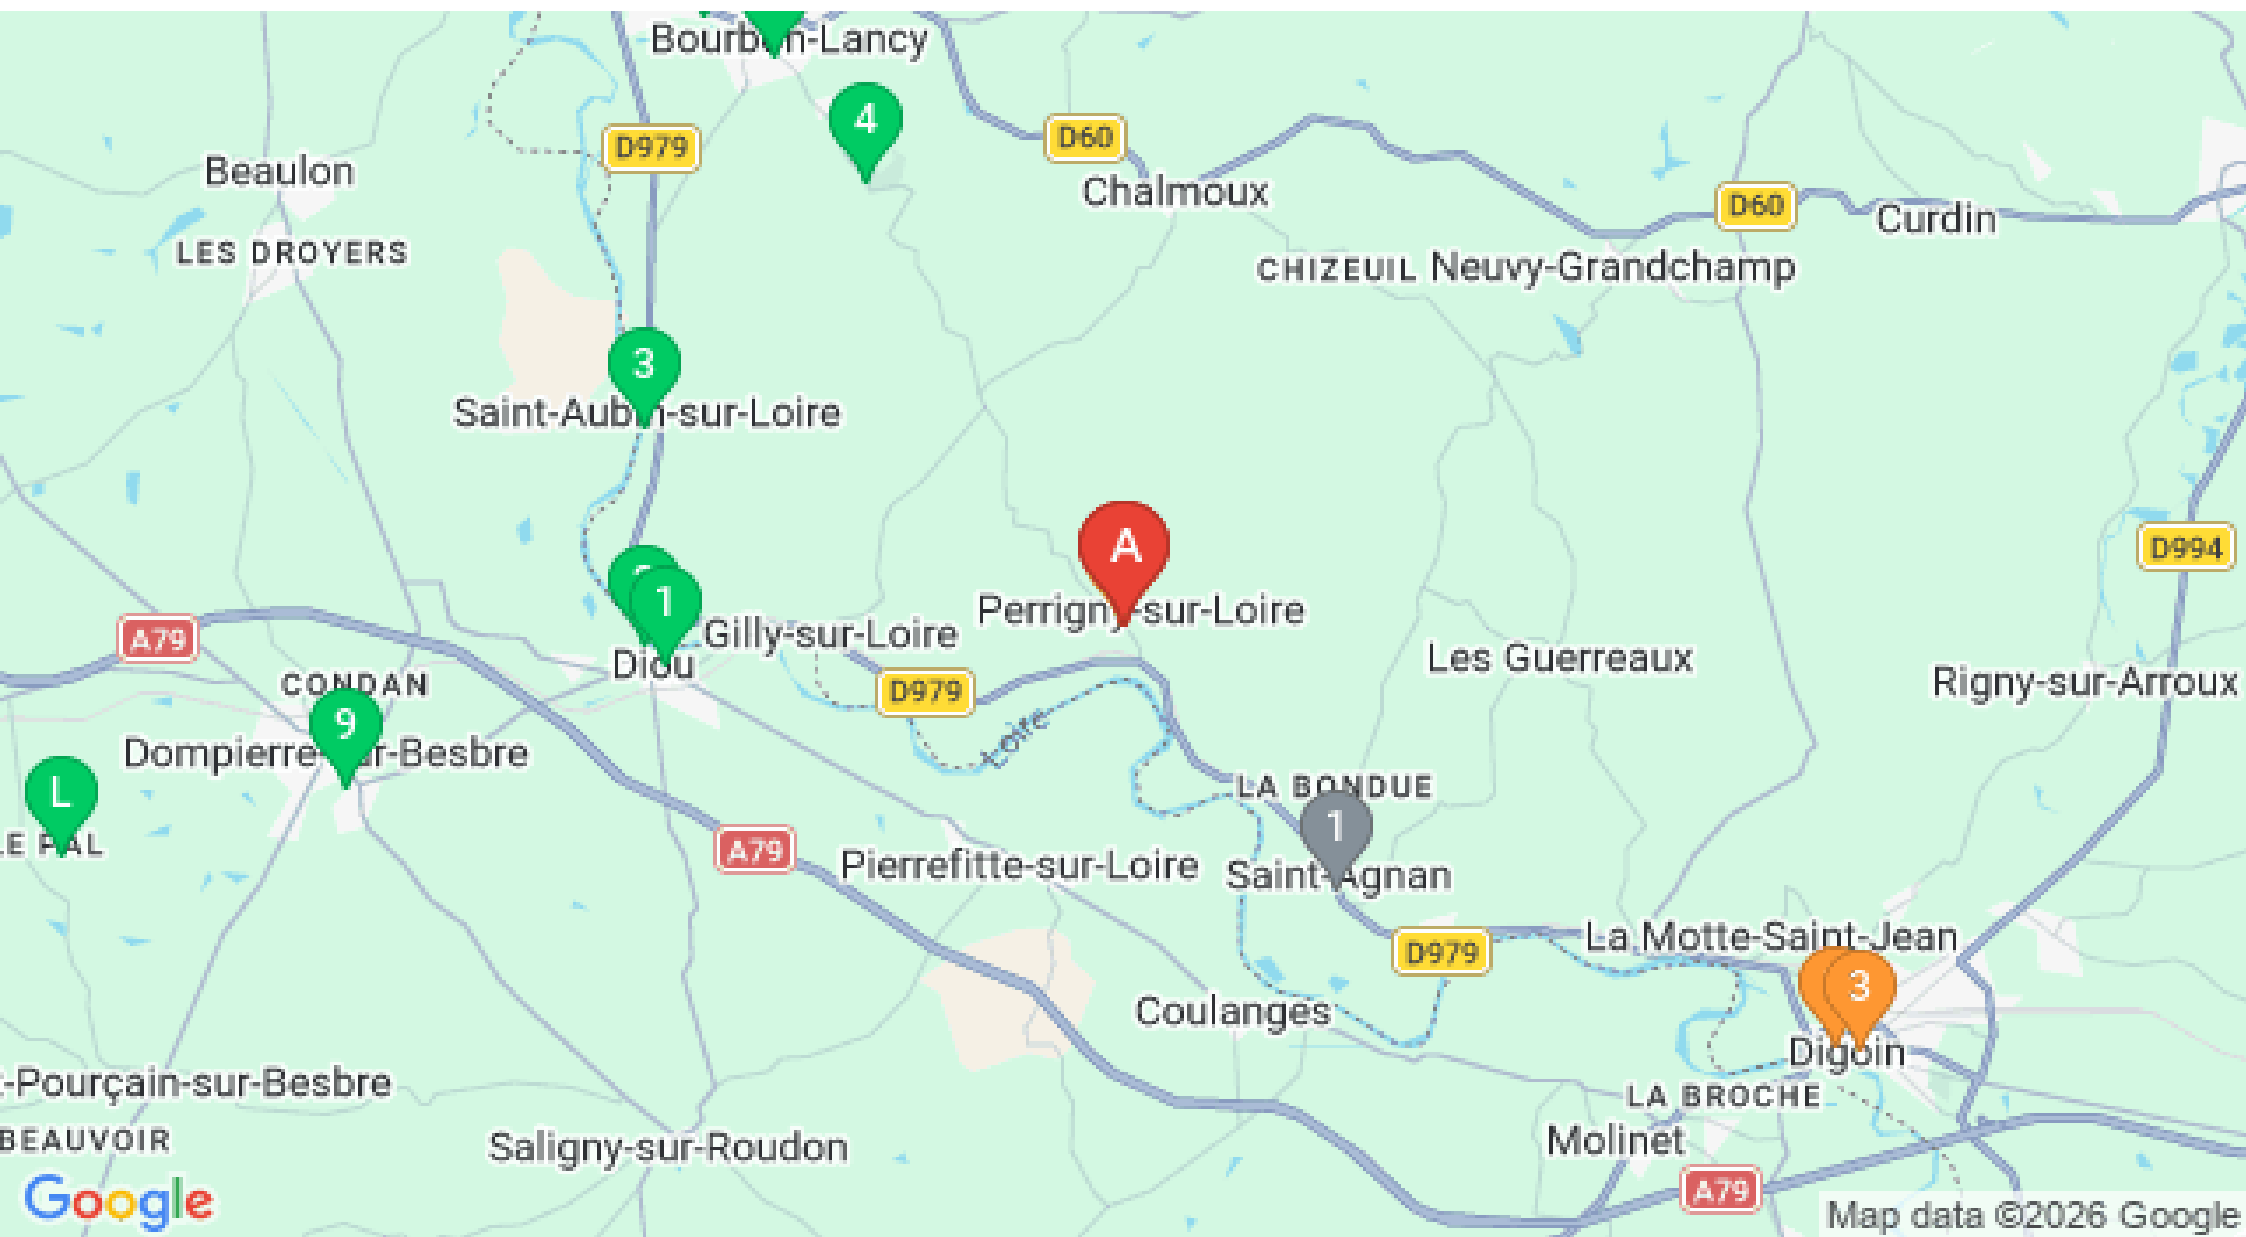 Bourbon-Lancy
4
D60
D979
Beaulon
Chalmoux
D60
Curdin
LES DROYERS
CHIZEUIL
Neuvy-Grandchamp
3
Saint-Aubin-sur-Loire
A
D994
1
Perrigny-sur-Loire
A79
Gilly-sur-Loire
Diou
Les Guerreaux
CONDAN
D979
Rigny-sur-Arroux
9
Loire
Dompierre-sur-Besbre
L
LA BONDUE
1
LE PAL
A79
Pierrefitte-sur-Loire
Saint-Agnan
La Motte-Saint-Jean
D979
3
Coulanges
Digoin
t-Pourçain-sur-Besbre
LA BROCHE
BEAUVOIR
Saligny-sur-Roudon
Molinet
A79
Google
Map data ©2026 Google